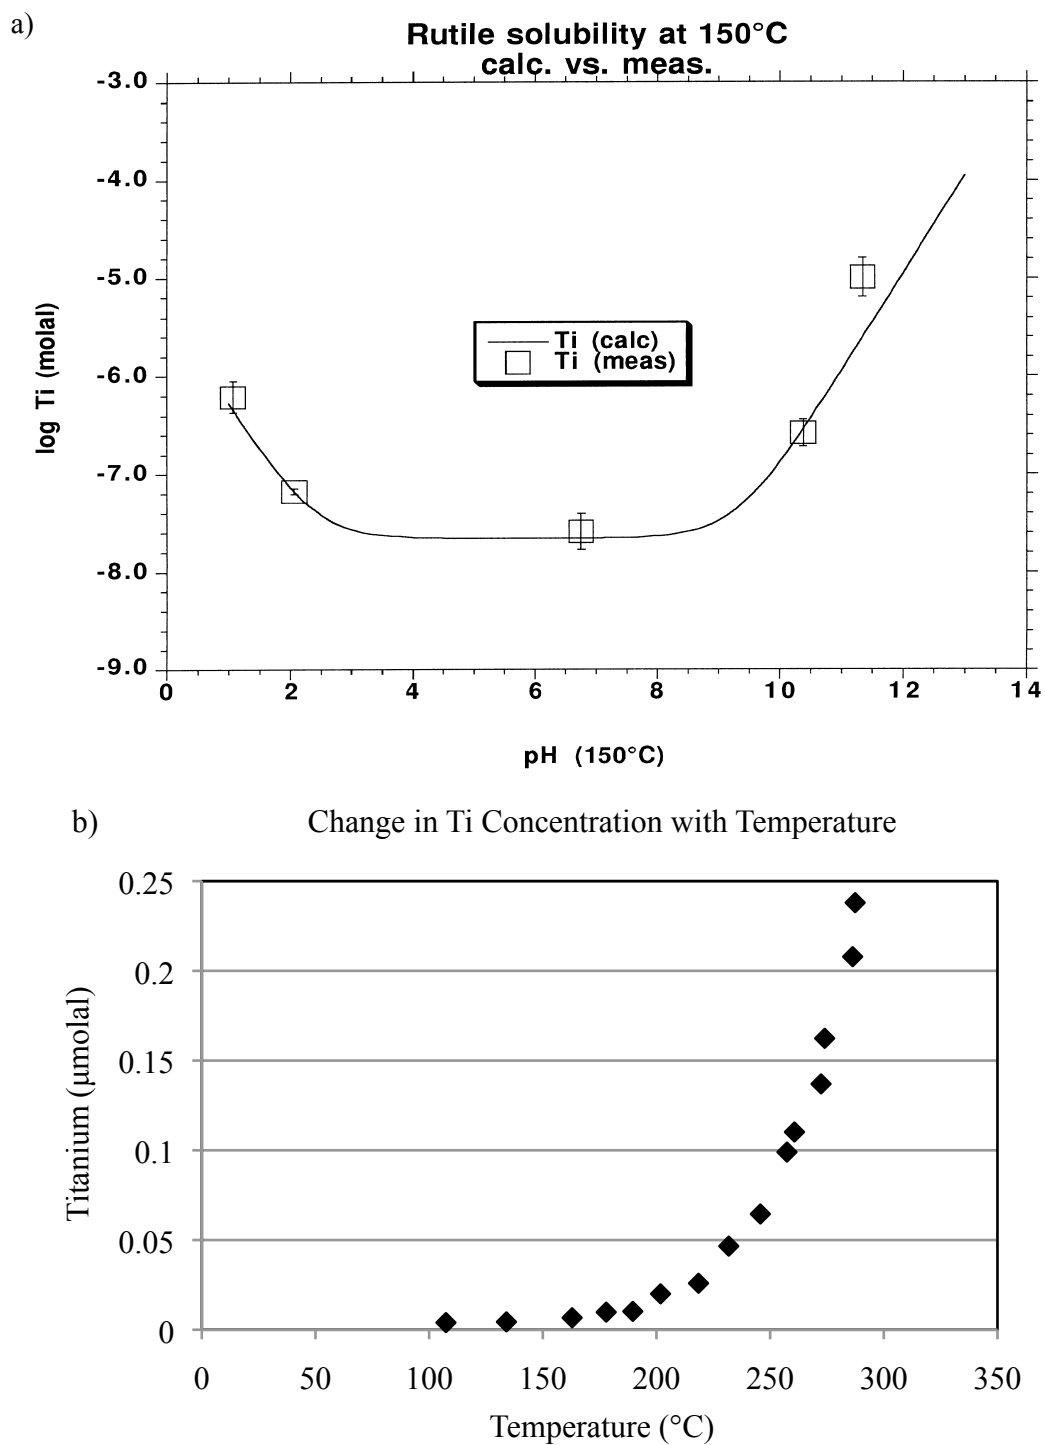 a)
Rutile solubility at 150°C
calc. vs. meas.
-3.0
-4.0
-5.0
-6.0
-7.0
-8.0
-9.0
log Ti (molal)
Ti (calc)
Ti (meas)
0 2 4 6 8 10 12 14
pH (150°C)
b)
Change in Ti Concentration with Temperature
0.25
0.2
0.15
0.1
0.05
0
Titanium (µmolal)
0 50 100 150 200 250 300 350
Temperature (°C)